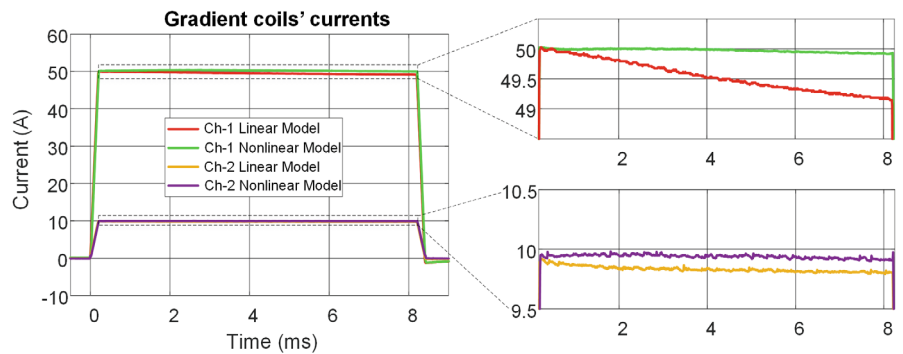 Gradient coils' currents
Current (A)
60
50
40
30
20
10
0
-10
Ch-1 Linear Model
Ch-1 Nonlinear Model
Ch-2 Linear Model
Ch-2 Nonlinear Model
0 2 4 6 8
Time (ms)
50
49.5
49
2 4 6 8
10.5
10
9.5
2 4 6 8